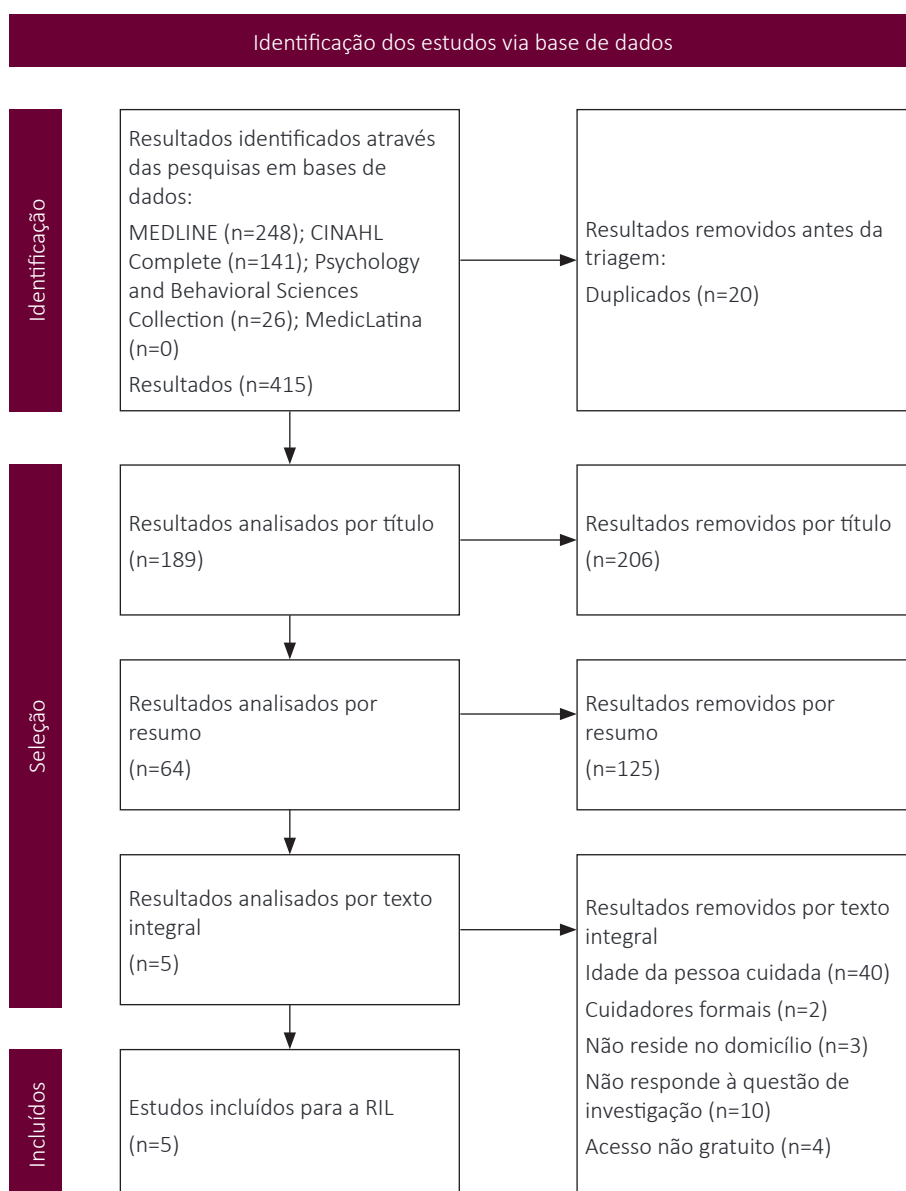 Identificação dos estudos via base de dados
Identificação
Resultados identificados através
das pesquisas em bases de
dados:
MEDLINE (n=248); CINAHL
Complete (n=141); Psychology
and Behavioral Sciences
Collection (n=26); MedicLatina
(n=0)
Resultados (n=415)
Resultados removidos antes da
triagem:
Duplicados (n=20)
Seleção
Resultados analisados por título
(n=189)
Resultados removidos por título
(n=206)
Resultados analisados por
resumo
(n=64)
Resultados removidos por
resumo
(n=125)
Resultados analisados por texto
integral
(n=5)
Resultados removidos por texto
integral
Idade da pessoa cuidada (n=40)
Cuidadores formais (n=2)
Não reside no domicílio (n=3)
Não responde à questão de
investigação (n=10)
Acesso não gratuito (n=4)
Incluídos
Estudos incluídos para a RIL
(n=5)